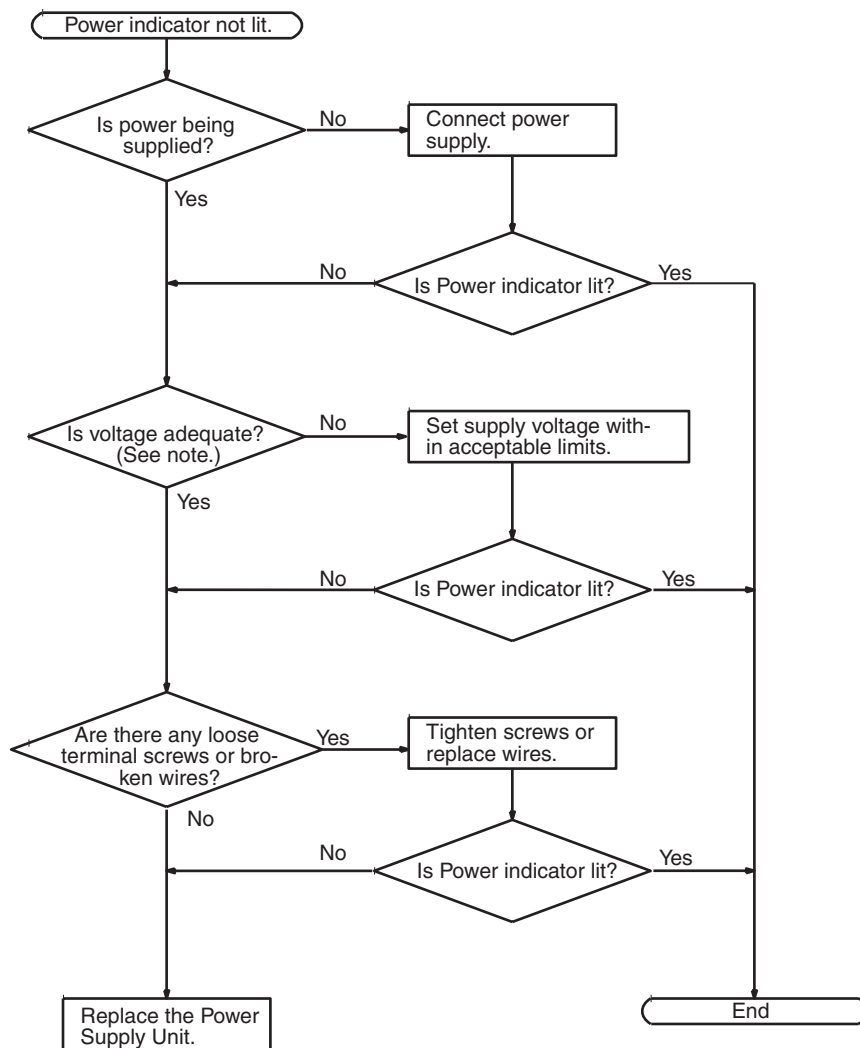 Power indicator not lit.
Is power being
supplied?
No
Connect power
supply.
Yes
No
Is Power indicator lit?
Yes
Is voltage adequate?
(See note.)
No
Set supply voltage with-
in acceptable limits.
Yes
No
Is Power indicator lit?
Yes
Are there any loose
terminal screws or bro-
ken wires?
Yes
Tighten screws or
replace wires.
No
No
Is Power indicator lit?
Yes
Replace the Power
Supply Unit.
End